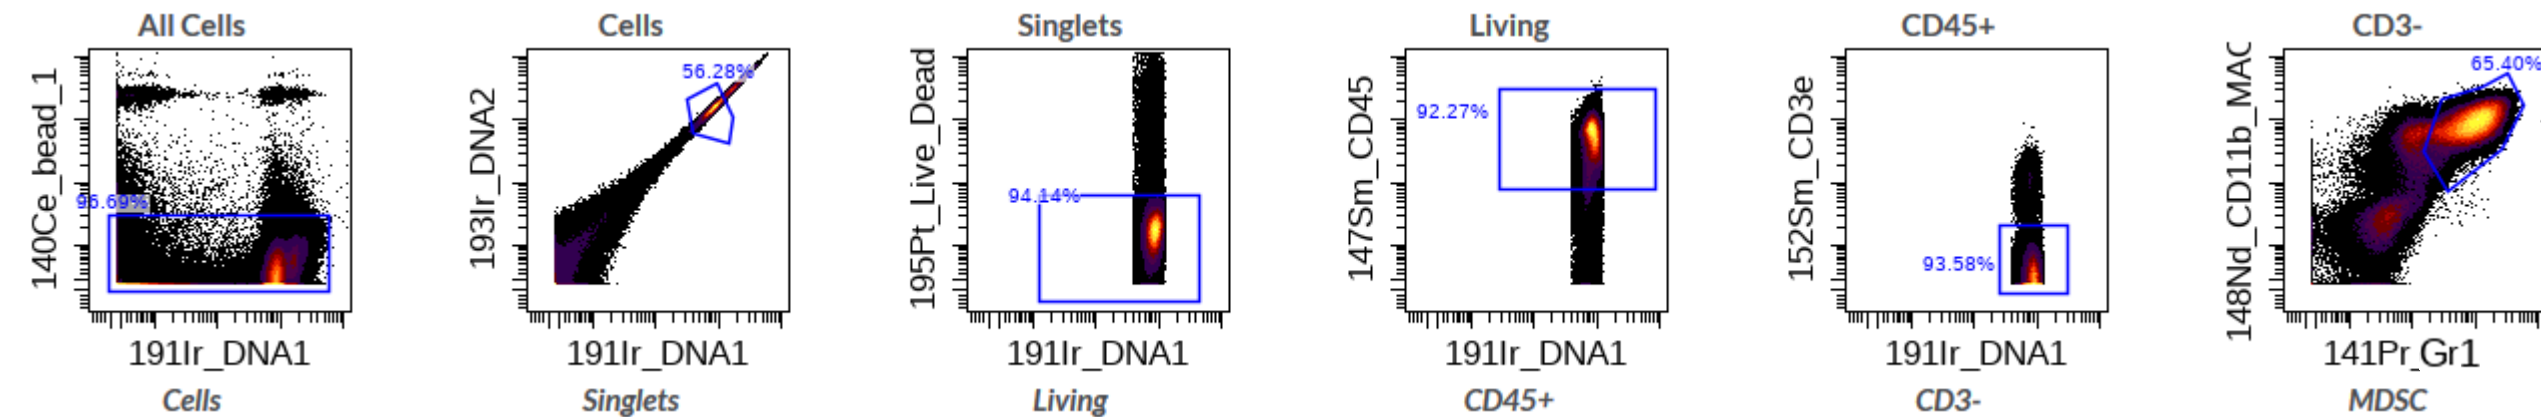 All Cells
Cells
Singlets
Living
CD45+
CD3-
140Ce_bead_1
96.69%
191Ir_DNA1
193Ir_DNA2
56.28%
191Ir_DNA1
195Pt_Live_Dead
94.14%
191Ir_DNA1
147Sm_CD45
92.27%
191Ir_DNA1
152Sm_CD3e
93.58%
191Ir_DNA1
148Nd_CD11b_MAC
65.40%
141Pr_Gr1
Cells
Singlets
Living
CD45+
CD3-
MDSC